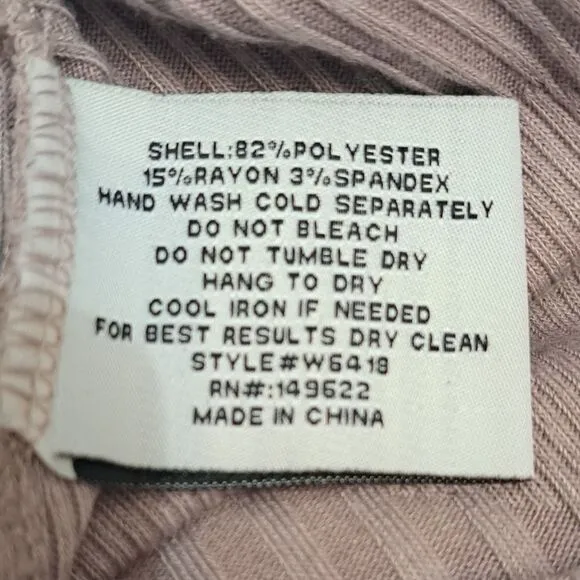 SHELL:82%POLYESTER
15%RAYON 3%SPANDEX
HAND WASH COLD SEPARATELY
DO NOT BLEACH
DO NOT TUMBLE DRY
HANG TO DRY
COOL IRON IF NEEDED
FOR BEST RESULTS DRY CLEAN
STYLE#W6418
RN#:149622
MADE IN CHINA